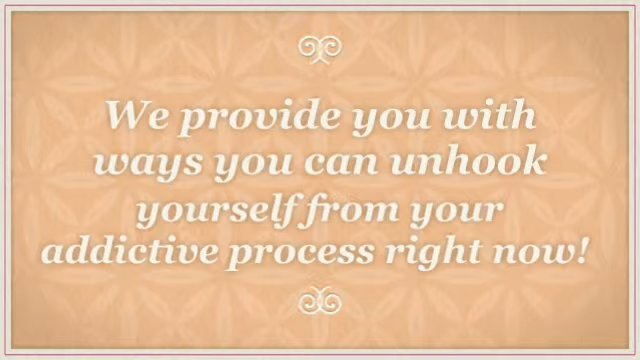 We provide you with
ways you can unhook
yourself from your
addictive process right now!